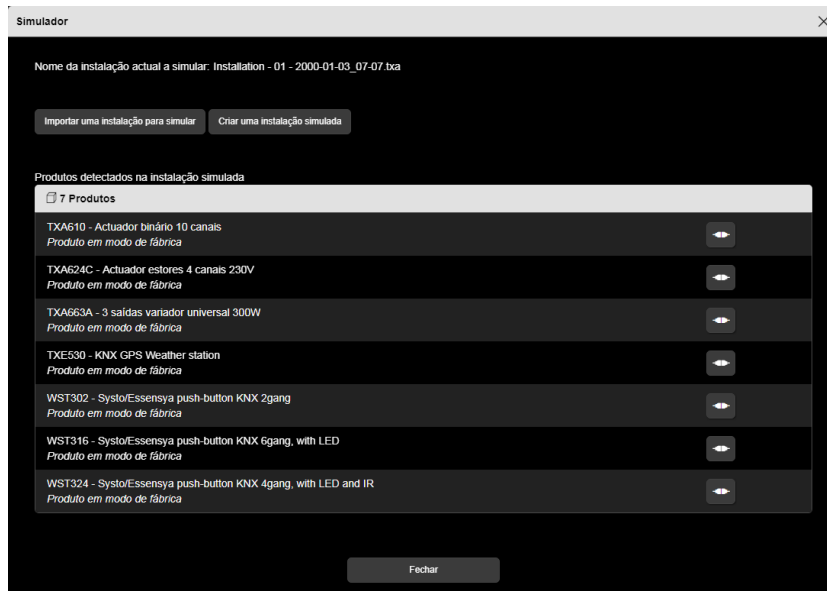 Simulador
Nome da instalação actual a simular: Installation - 01 - 2000-01-03_07-07.txa
Importar uma instalação para simular Criar uma instalação simulada
Produtos detectados na instalação simulada
7 Produtos
TXA610 - Actuador binário 10 canais
Produto em modo de fábrica
TXA624C - Actuador estores 4 canais 230V
Produto em modo de fábrica
TXA663A - 3 saídas variador universal 300W
Produto em modo de fábrica
TXE530 - KNX GPS Weather station
Produto em modo de fábrica
WST302 - Systo/Essensya push-button KNX 2gang
Produto em modo de fábrica
WST316 - Systo/Essensya push-button KNX 6gang, with LED
Produto em modo de fábrica
WST324 - Systo/Essensya push-button KNX 4gang, with LED and IR
Produto em modo de fábrica
Fechar